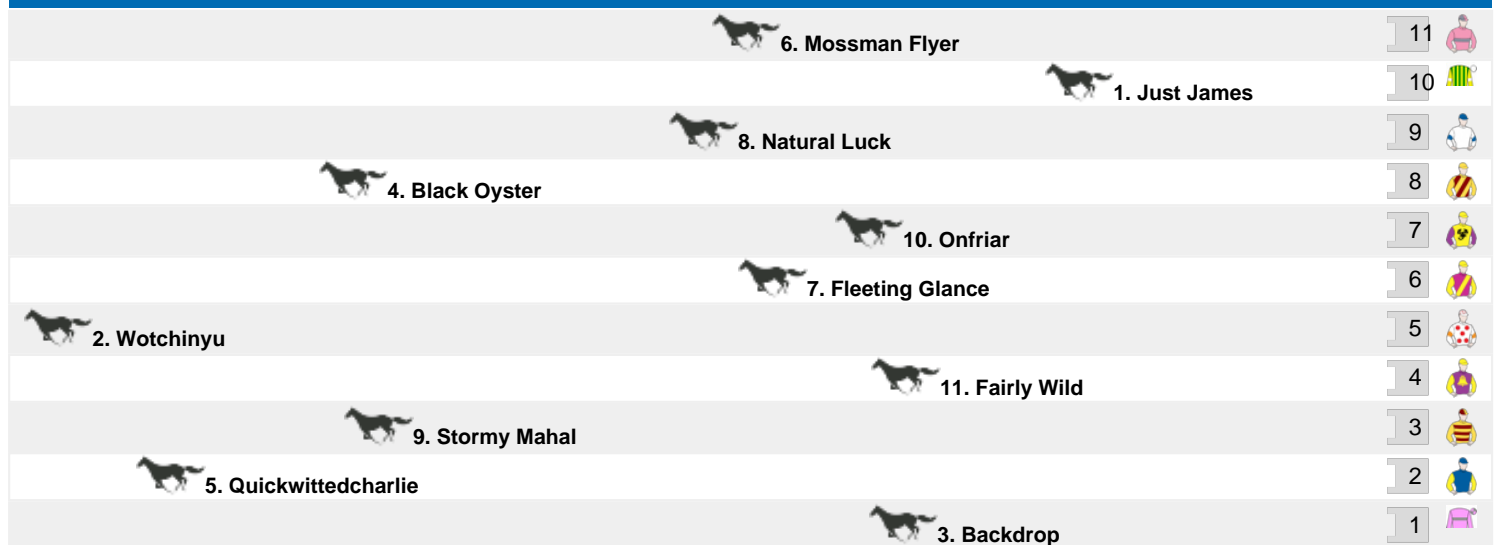 6. Mossman Flyer 11
1. Just James 10
8. Natural Luck 9
4. Black Oyster 8
10. Onfriar 7
7. Fleeting Glance 6
2. Wotchinyu 5
11. Fairly Wild 4
9. Stormy Mahal 3
5. Quickwittedcharlie 2
3. Backdrop 1